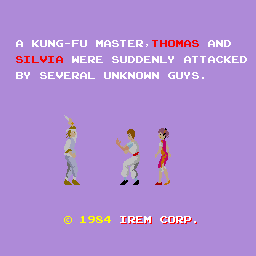 A KUNG-FU MASTER,THOMAS AND
SILVIA WERE SUDDENLY ATTACKED
BY SEVERAL UNKNOWN GUYS.
© 1984 IREM CORP.